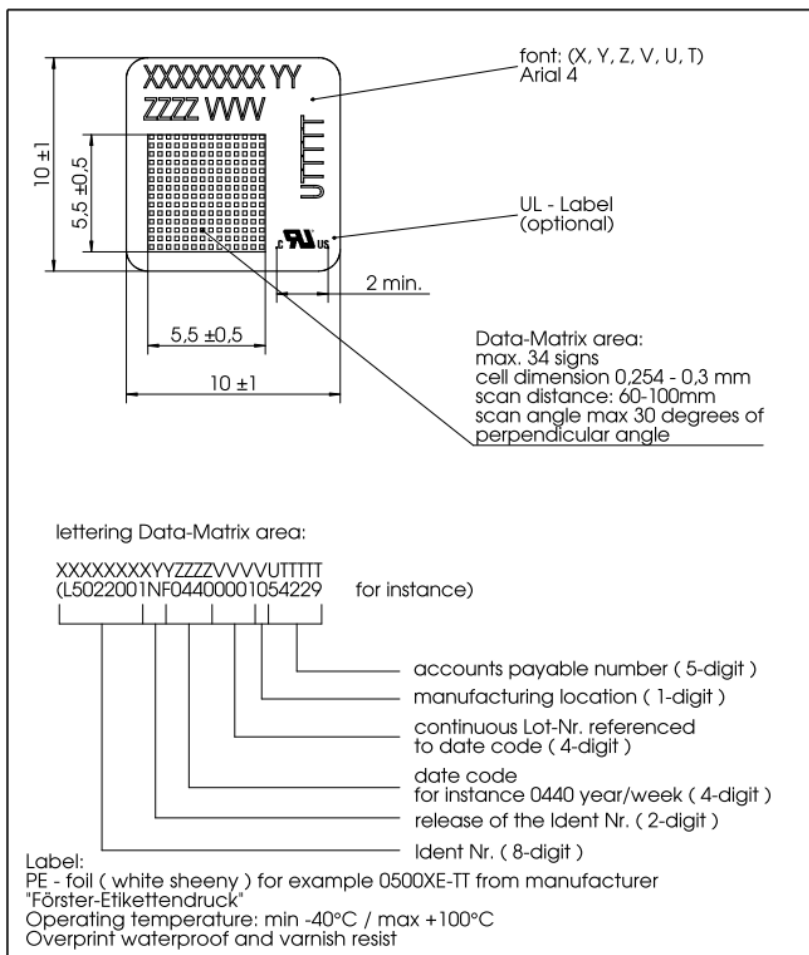 font: (X, Y, Z, V, U, T)
Arial 4
XXXXXXXX YY
ZZZZ VVVV
UTTTTT
10 ±1
5,5 ±0,5
UL - Label
(optional)
c RU US
2 min.
5,5 ±0,5
10 ±1
Data-Matrix area:
max. 34 signs
cell dimension 0,254 - 0,3 mm
scan distance: 60-100mm
scan angle max 30 degrees of
perpendicular angle
lettering Data-Matrix area:
XXXXXXXXYYZZZZVVVVUTTTTT
(L5022001NF04400001054229 for instance)
accounts payable number ( 5-digit )
manufacturing location ( 1-digit )
continuous Lot-Nr. referenced
to date code ( 4-digit )
date code
for instance 0440 year/week ( 4-digit )
release of the Ident Nr. ( 2-digit )
Ident Nr. ( 8-digit )
Label:
PE - foil ( white sheeny ) for example 0500XE-TT from manufacturer
"Förster-Etikettendruck"
Operating temperature: min -40°C / max +100°C
Overprint waterproof and varnish resist